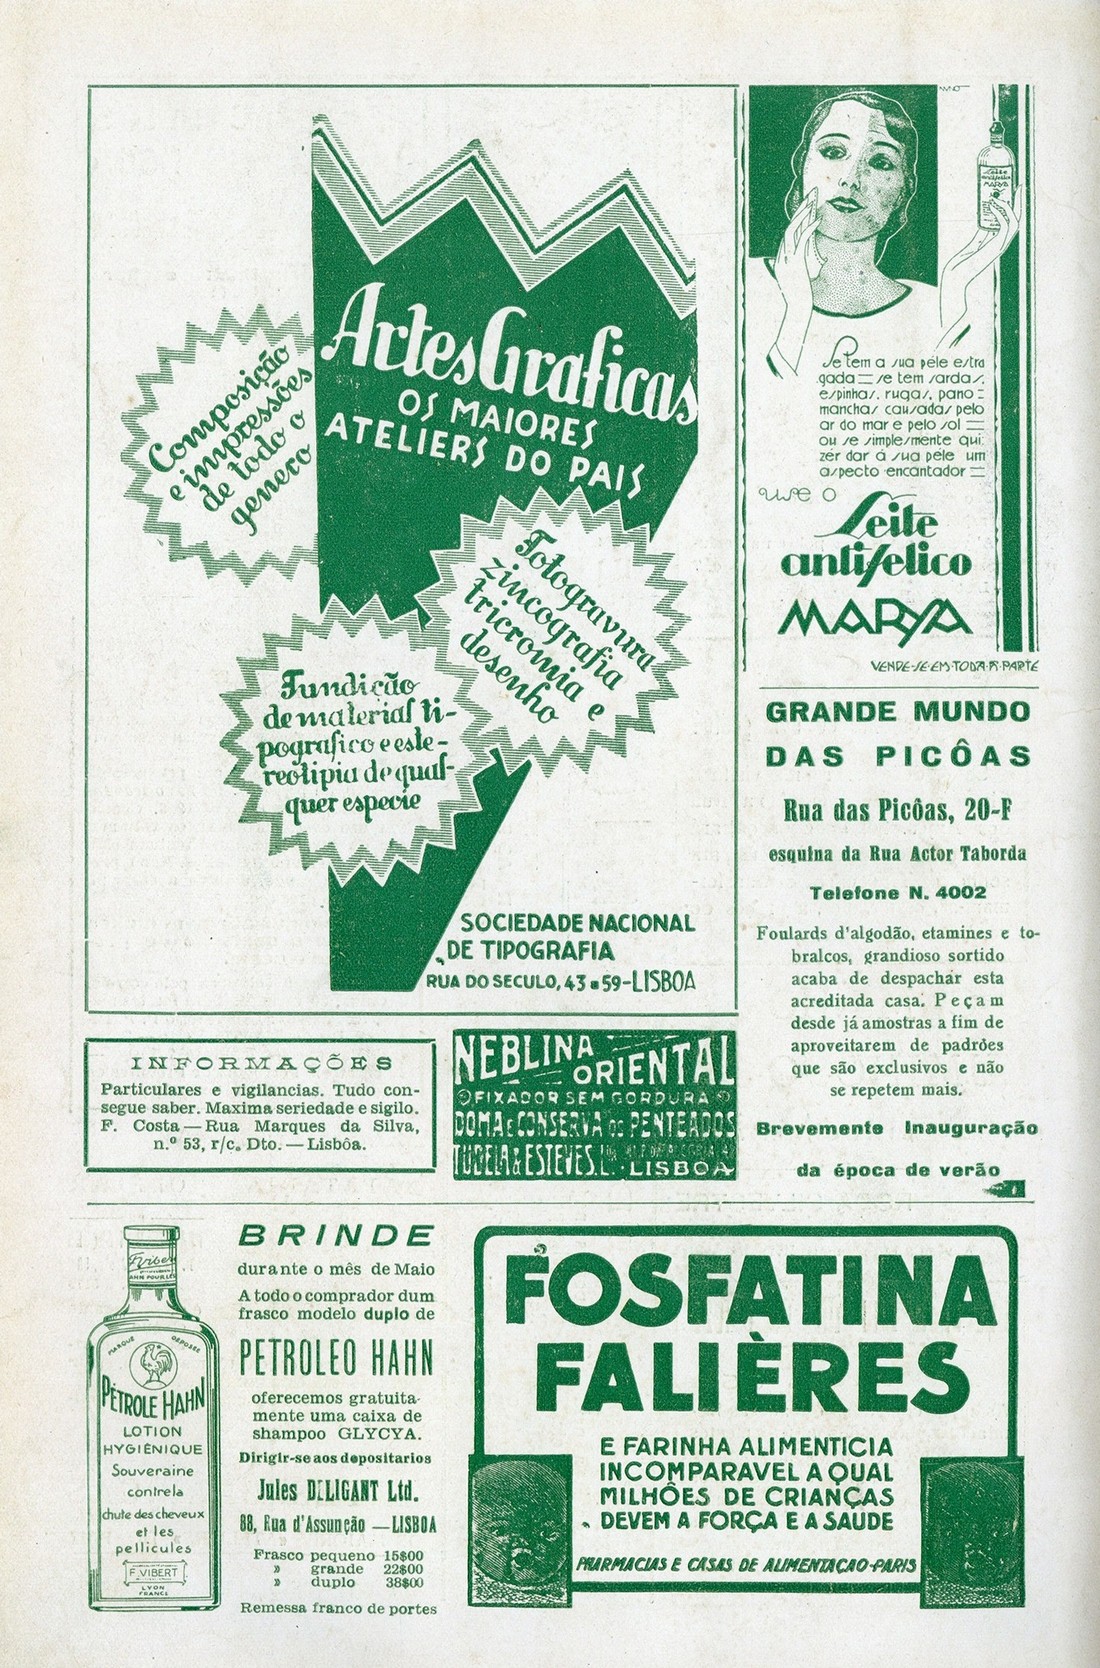 Artes Graficas
OS MAIORES
ATELIERS DO PAIS
Composição
e impressões
de todo o
genero
Fotogravura
zincografia
tricromia e
desenho
Fundição
de material ti-
pografico e este-
reotipia de qual-
quer especie
SOCIEDADE NACIONAL
DE TIPOGRAFIA
RUA DO SECULO, 43 a 59-LISBOA
Leite
antifelico
MARYA
Se tem a sua péle estra
gada = se tem sardas,
espinhas, rugas, pano =
manchas causadas pelo
ar do mar e pelo sol =
ou se simplesmente qui:
zér dar á sua péle um
aspecto encantador =
use o
Leite
antifelico
MARYA
VENDE-SE-EM-TODA-A-PARTE
GRANDE MUNDO
DAS PICÔAS
Rua das Picôas, 20-F
esquina da Rua Actor Taborda
Telefone N. 4002
Foulards d'algodão, etamines e to-
bralcos, grandioso sortido
acaba de despachar esta
acreditada casa. Peçam
desde já amostras a fim de
aproveitarem de padrões
que são exclusivos e não
se repetem mais.
Brevemente Inauguração
da época de verão
INFORMAÇÕES
Particulares e vigilancias. Tudo con-
segue saber. Maxima seriedade e sigilo.
F. Costa — Rua Marques da Silva,
n.º 53, r/c. Dto. — Lisbôa.
NEBLINA
ORIENTAL
FIXADOR SEM GORDURA
DOMA E CONSERVA OS PENTEADOS
TUDELA & ESTEVES, L.
LISBOA
MARQUE DEPOSÉE
PÉTROLE HAHN
LOTION
HYGIÉNIQUE
Souveraine
contre la
chute des cheveux
et les
pellicules
F. VIBERT
LYON
FRANCE
BRINDE
durante o mês de Maio
A todo o comprador dum
frasco modelo duplo de
PETROLEO HAHN
oferecemos gratuita-
mente uma caixa de
shampoo GLYCYA.
Dirigir-se aos depositarios
Jules DELIGANT Ltd.
88, Rua d'Assunção — LISBOA
Frasco pequeno 15$00
» grande 22$00
» duplo 38$00
Remessa franco de portes
FOSFATINA
FALIÈRES
E FARINHA ALIMENTICIA
INCOMPARAVEL A QUAL
MILHÕES DE CRIANÇAS
DEVEM A FORÇA E A SAUDE
PHARMACIAS E CASAS DE ALIMENTAÇÃO-PARIS